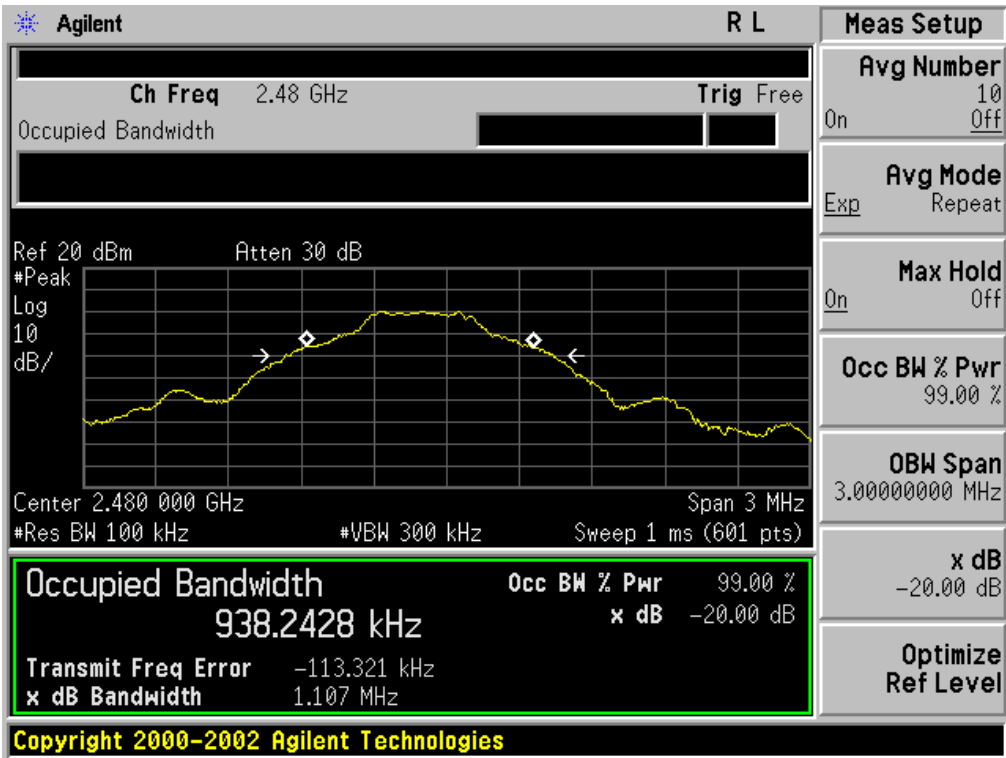 Agilent R L
Ch Freq 2.48 GHz Trig Free
Occupied Bandwidth
Ref 20 dBm Atten 30 dB
#Peak
Log
10
dB/
Center 2.480 000 GHz Span 3 MHz
#Res BW 100 kHz #VBW 300 kHz Sweep 1 ms (601 pts)
Occupied Bandwidth Occ BW % Pwr 99.00 %
938.2428 kHz x dB -20.00 dB
Transmit Freq Error -113.321 kHz
x dB Bandwidth 1.107 MHz
Copyright 2000-2002 Agilent Technologies
Meas Setup
Avg Number
10
On Off
Avg Mode
Exp Repeat
Max Hold
On Off
Occ BW % Pwr
99.00 %
OBW Span
3.00000000 MHz
x dB
-20.00 dB
Optimize
Ref Level